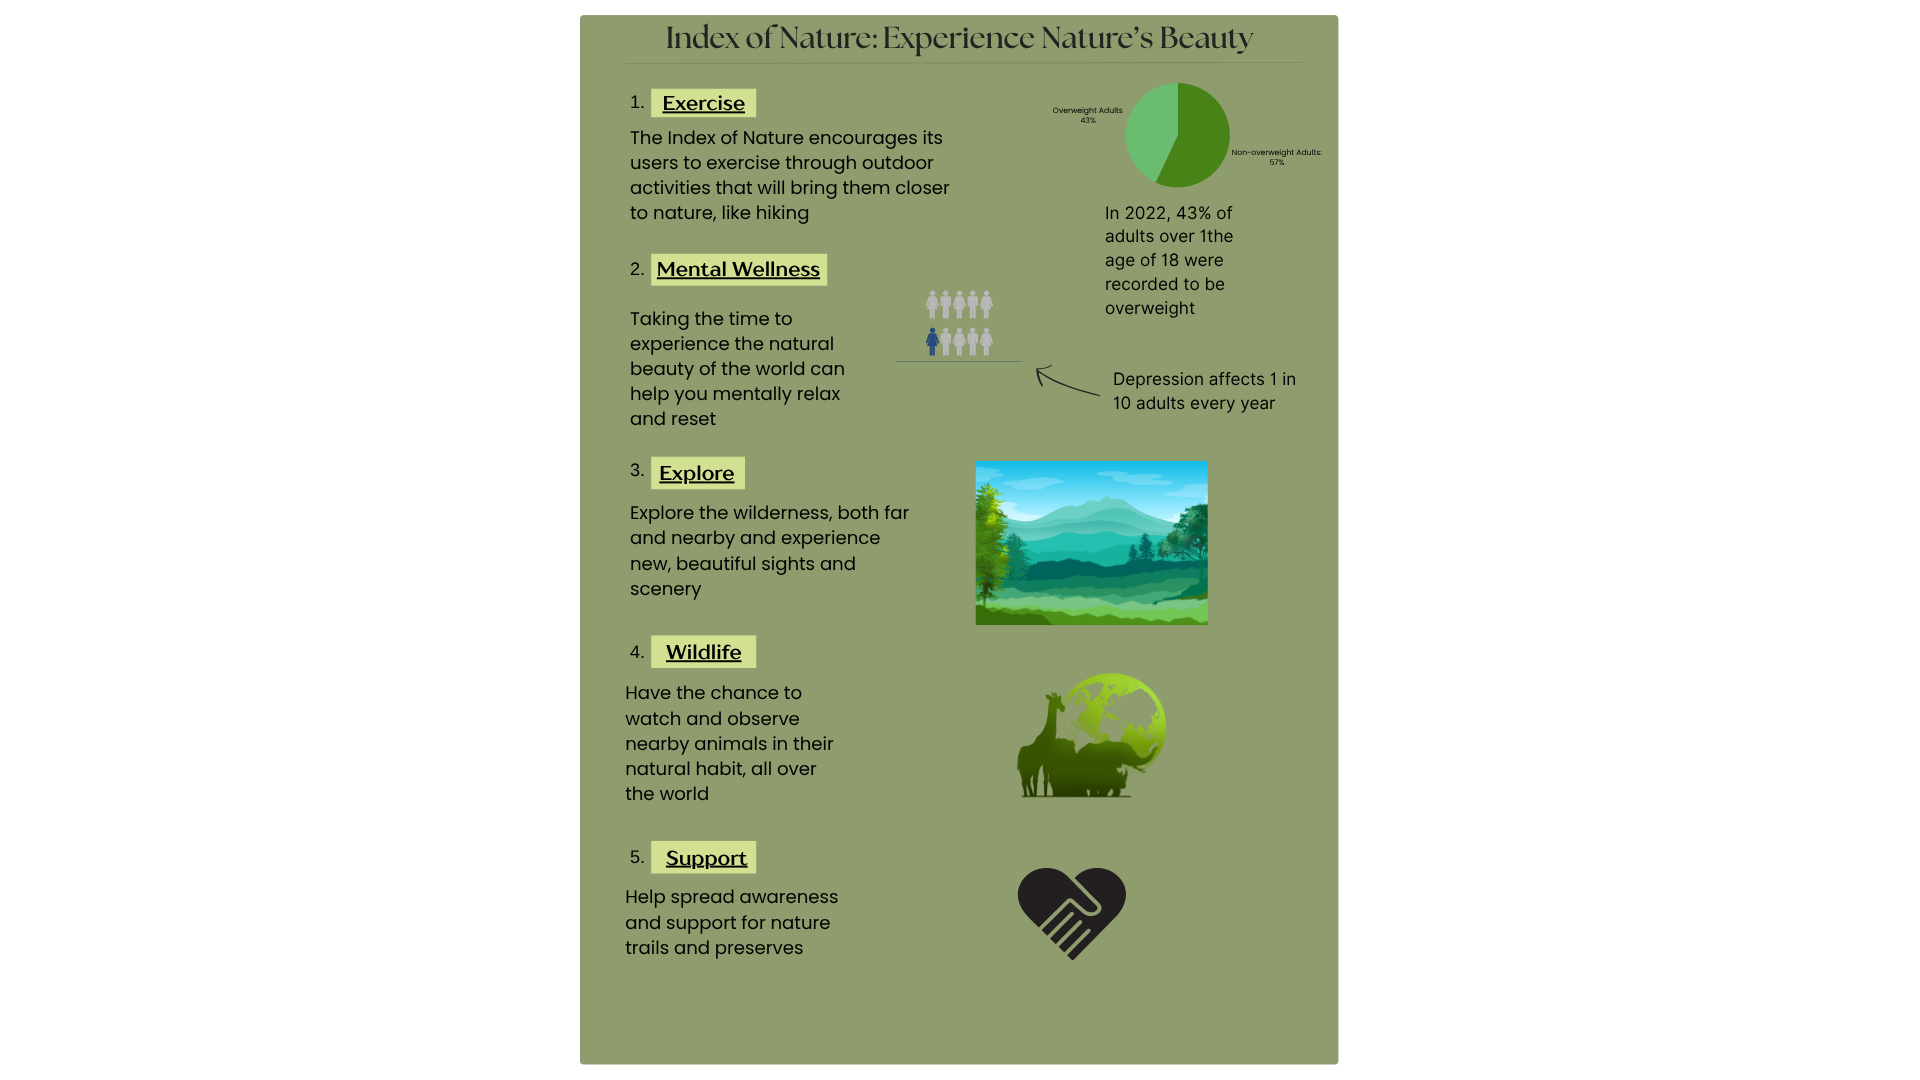 Index of Nature: Experience Nature's Beauty
1. Exercise
The Index of Nature encourages its
users to exercise through outdoor
activities that will bring them closer
to nature, like hiking
Overweight Adults
43%
Non-overweight Adults:
57%
In 2022, 43% of
adults over 1the
age of 18 were
recorded to be
overweight
2. Mental Wellness
Taking the time to
experience the natural
beauty of the world can
help you mentally relax
and reset
Depression affects 1 in
10 adults every year
3. Explore
Explore the wilderness, both far
and nearby and experience
new, beautiful sights and
scenery
4. Wildlife
Have the chance to
watch and observe
nearby animals in their
natural habit, all over
the world
5. Support
Help spread awareness
and support for nature
trails and preserves